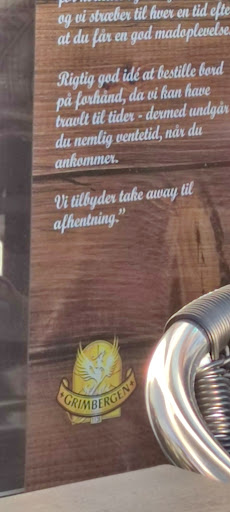 og vi stræber til hver en tid efte
at du får en god madoplevelse
Rigtig god idé at bestille bord
på forhånd, da vi kan have
travlt til tider - dermed undgår
du nemlig ventetid, når du
ankommer.
Vi tilbyder take away til
afhentning."
GRIMBERGEN